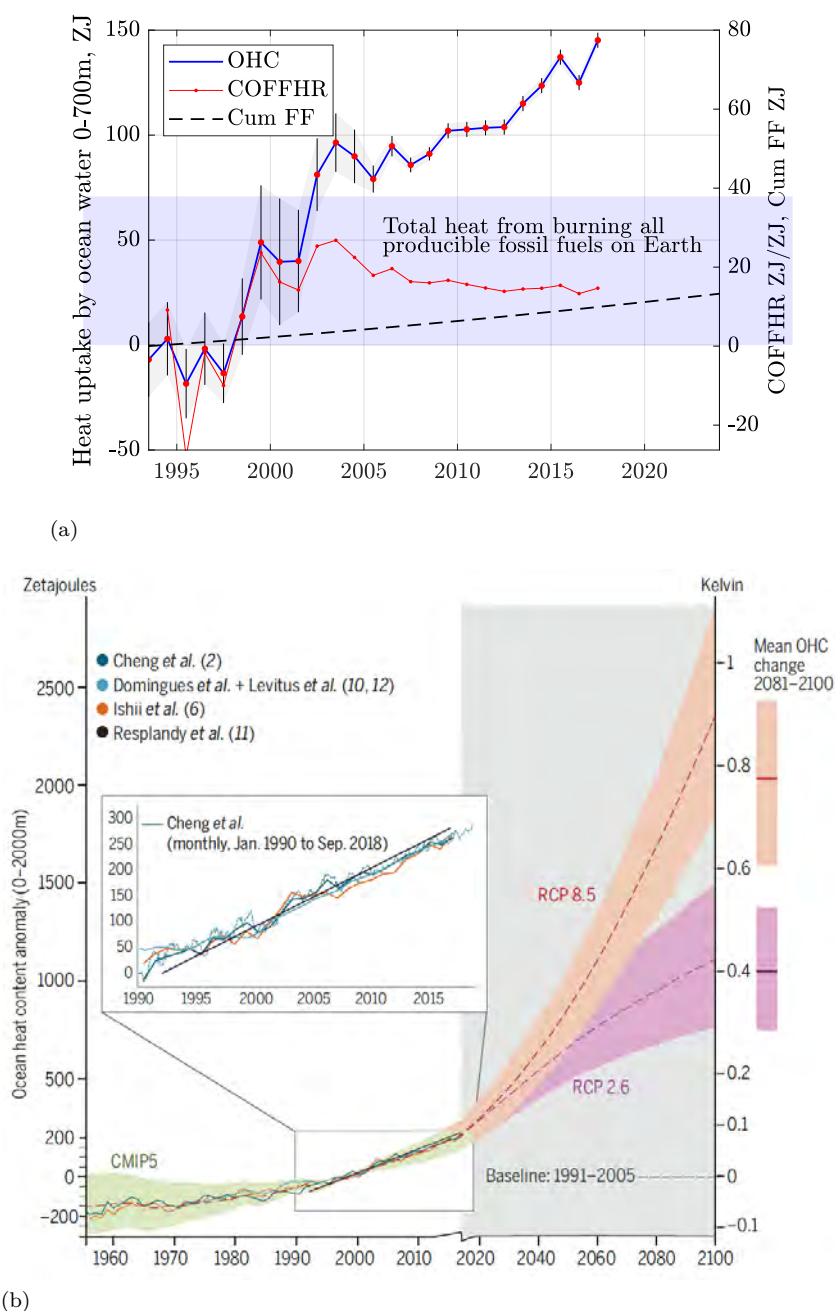 Heat uptake by ocean water 0-700m, ZJ
150
100
50
0
-50
OHC
COFFHR
Cum FF
Total heat from burning all
producible fossil fuels on Earth
80
60
40
20
0
-20
COFFHR ZJ/ZJ, Cum FF ZJ
1995
2000
2005
2010
2015
2020
(a)
Zetajoules
Kelvin
Cheng et al. (2)
Domingues et al. + Levitus et al. (10, 12)
Ishii et al. (6)
Resplandy et al. (11)
Mean OHC
change
2081–2100
Ocean heat content anomaly (0–2000m)
2500
2000
1500
1000
500
200
0
−200
300
250
200
150
100
50
0
Cheng et al.
(monthly, Jan. 1990 to Sep. 2018)
1990
1995
2000
2005
2010
2015
RCP 8.5
RCP 2.6
CMIP5
Baseline: 1991–2005
1
0.8
0.6
0.4
0.2
0.1
0
−0.1
1960
1970
1980
1990
2000
2010
2020
2040
2060
2080
2100
(b)